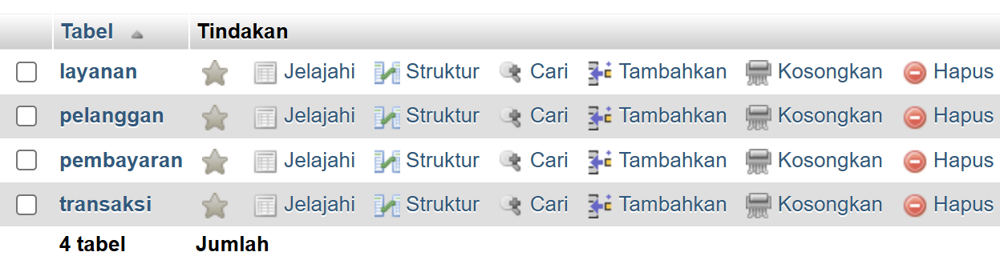 Tabel Tindakan
layanan Jelajahi Struktur Cari Tambahkan Kosongkan Hapus
pelanggan Jelajahi Struktur Cari Tambahkan Kosongkan Hapus
pembayaran Jelajahi Struktur Cari Tambahkan Kosongkan Hapus
transaksi Jelajahi Struktur Cari Tambahkan Kosongkan Hapus
4 tabel Jumlah